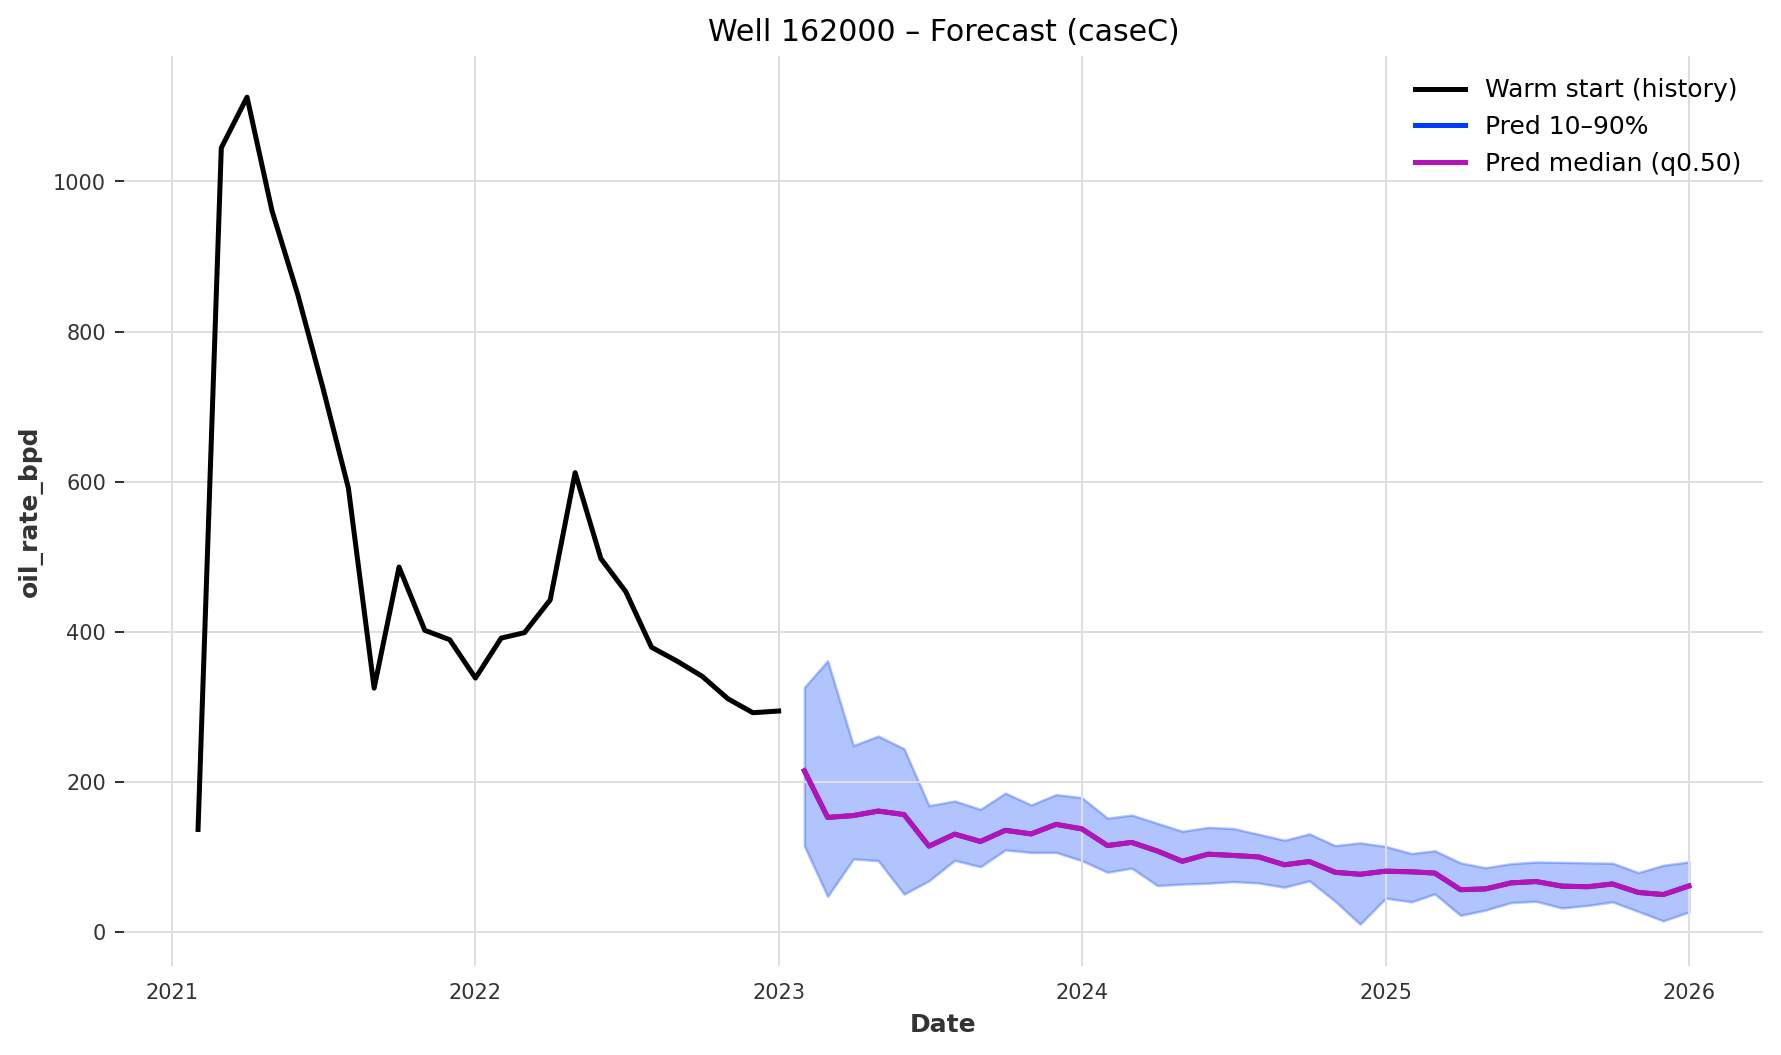 Well 162000 – Forecast (caseC)
Warm start (history)
Pred 10–90%
Pred median (q0.50)
oil_rate_bpd
1000
800
600
400
200
0
2021
2022
2023
2024
2025
2026
Date